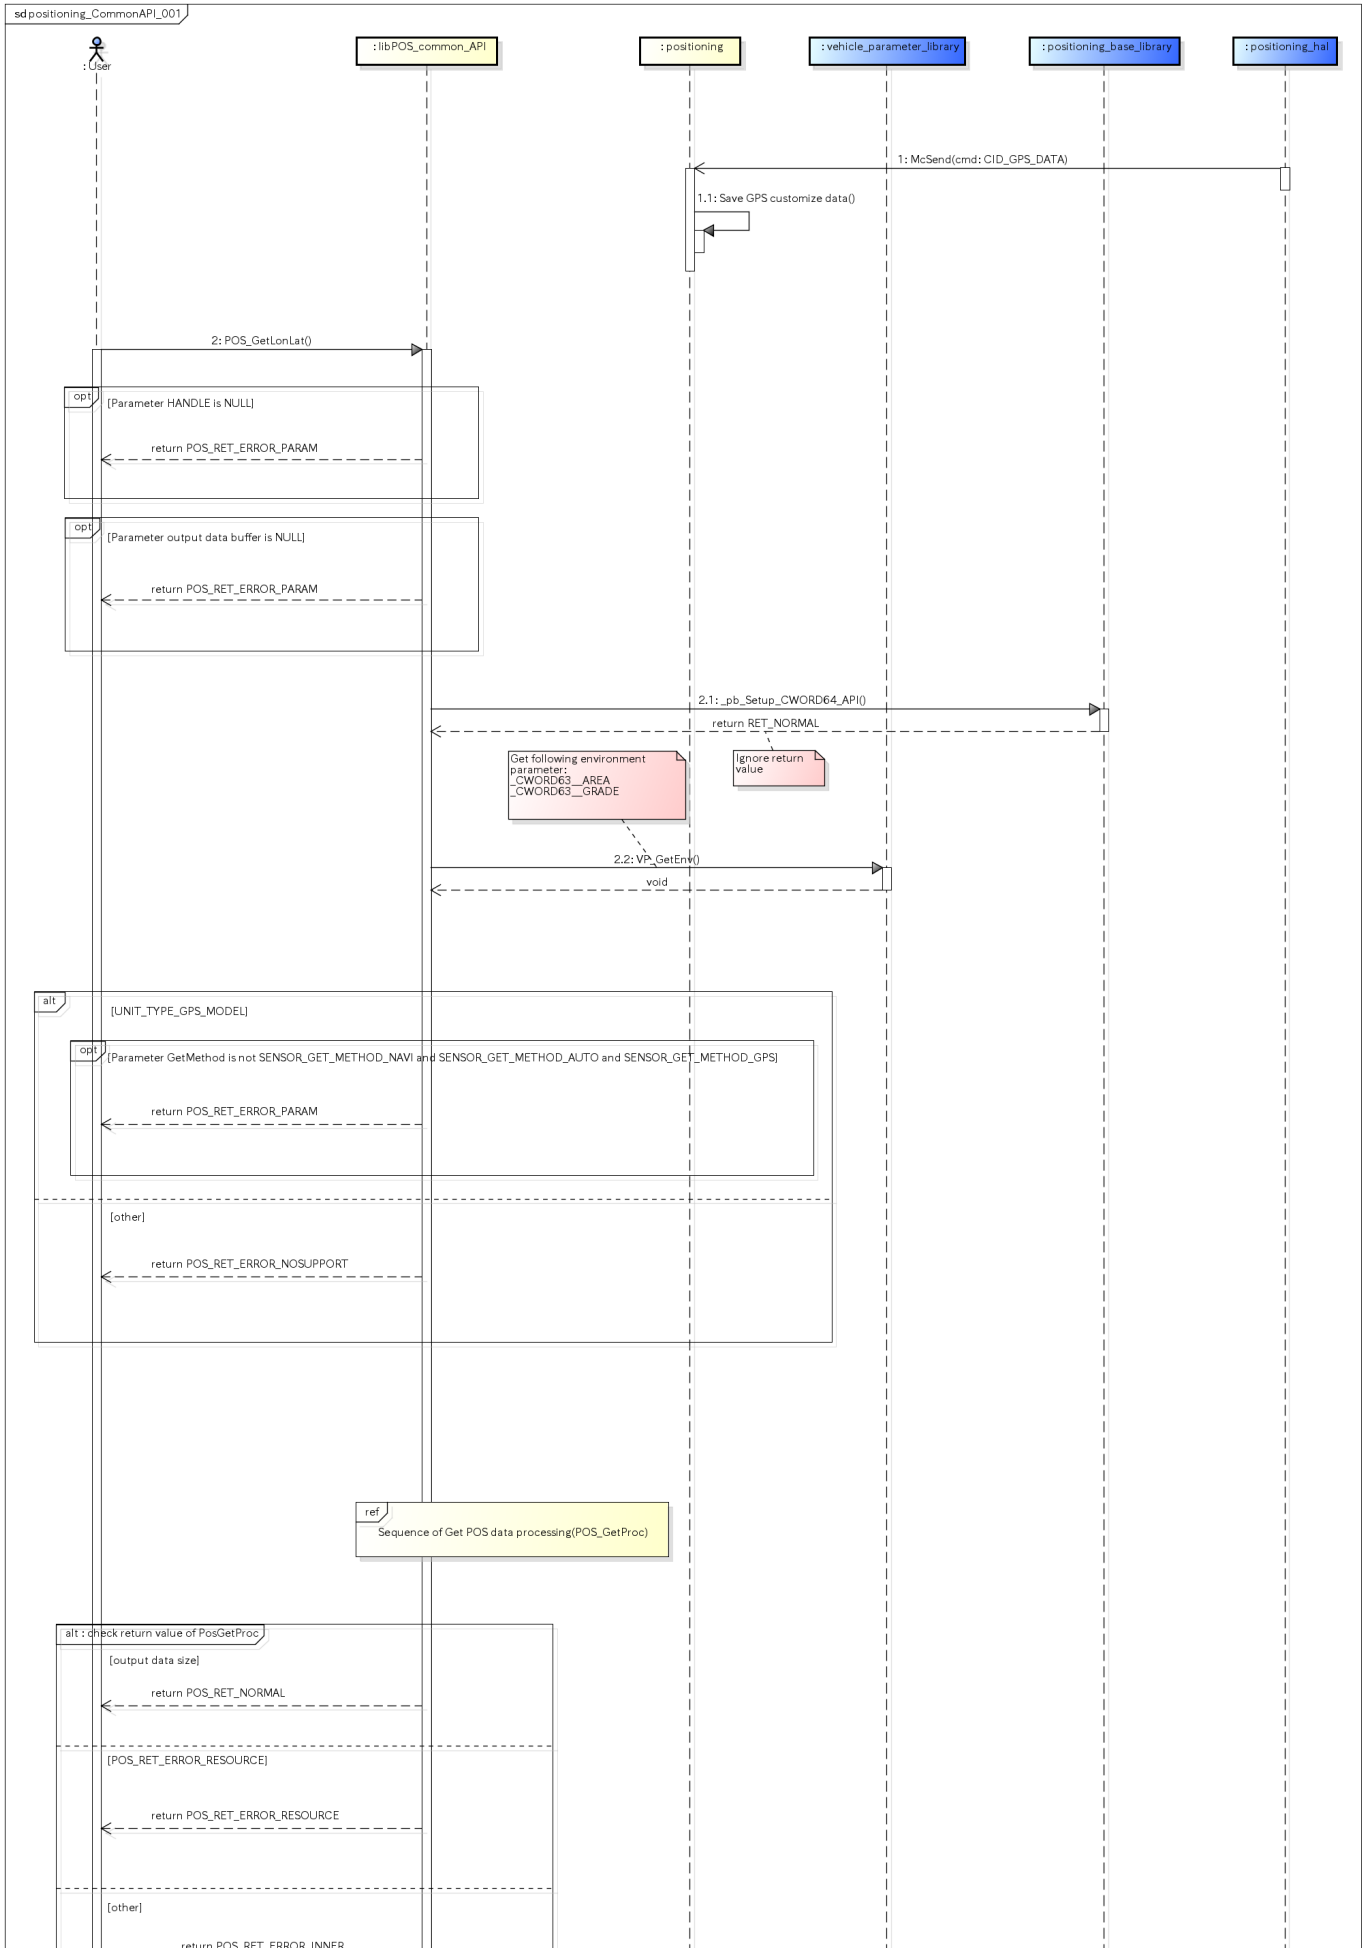 sd positioning_CommonAPI_001
: User
: libPOS_common_API
: positioning
: vehicle_parameter_library
: positioning_base_library
: positioning_hal
1: McSend(cmd: CID_GPS_DATA)
1.1: Save GPS customize data()
2: POS_GetLonLat()
opt
[Parameter HANDLE is NULL]
return POS_RET_ERROR_PARAM
opt
[Parameter output data buffer is NULL]
return POS_RET_ERROR_PARAM
2.1: _pb_Setup_CWORD64_API()
return RET_NORMAL
Get following environment
parameter:
_CWORD63__AREA
_CWORD63__GRADE
Ignore return
value
2.2: VP_GetEnv()
void
alt
[UNIT_TYPE_GPS_MODEL]
opt
[Parameter GetMethod is not SENSOR_GET_METHOD_NAVI and SENSOR_GET_METHOD_AUTO and SENSOR_GET_METHOD_GPS]
return POS_RET_ERROR_PARAM
[other]
return POS_RET_ERROR_NOSUPPORT
ref
Sequence of Get POS data processing(POS_GetProc)
alt : check return value of PosGetProc
[output data size]
return POS_RET_NORMAL
[POS_RET_ERROR_RESOURCE]
return POS_RET_ERROR_RESOURCE
[other]
return POS_RET_ERROR_INNER